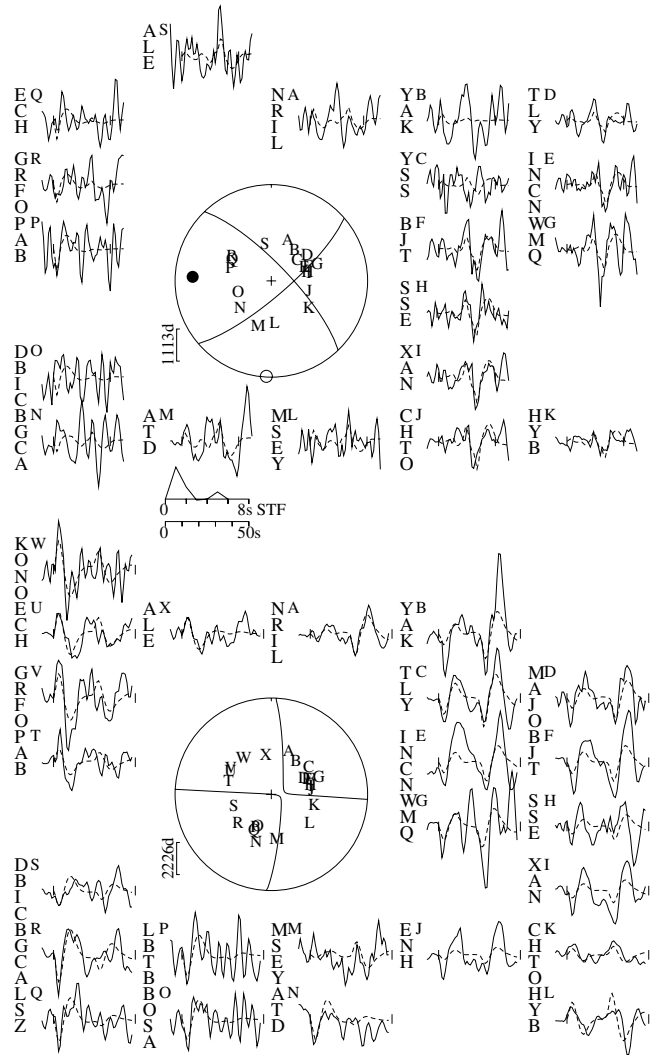 ALE S
ECH Q
NRIL A
YAK B
TLY D
GRFO R
YSS C
INCN E
PAB P
BJT F
WMQ G
SSE H
S
A
B
D
C
G
R
P
O
J
N
K
M
L
1113d
DBIC O
XAN I
BGCA N
ATD M
MSEY L
CHTO J
HYB K
0 8s STF
0 50s
KONO W
ECH U
ALE X
NRIL A
YAK B
GRFO V
TLY C
MAJO D
PAB T
INCN E
BJT F
WMQ G
SSE H
X
A
W
B
C
V
D
G
T
J
S
K
R
L
N
M
2226d
DBIC S
XAN I
BGCA R
LBTB P
MSEY M
ENH J
CHTO K
LSZ Q
BOSA O
ATD N
HYB L